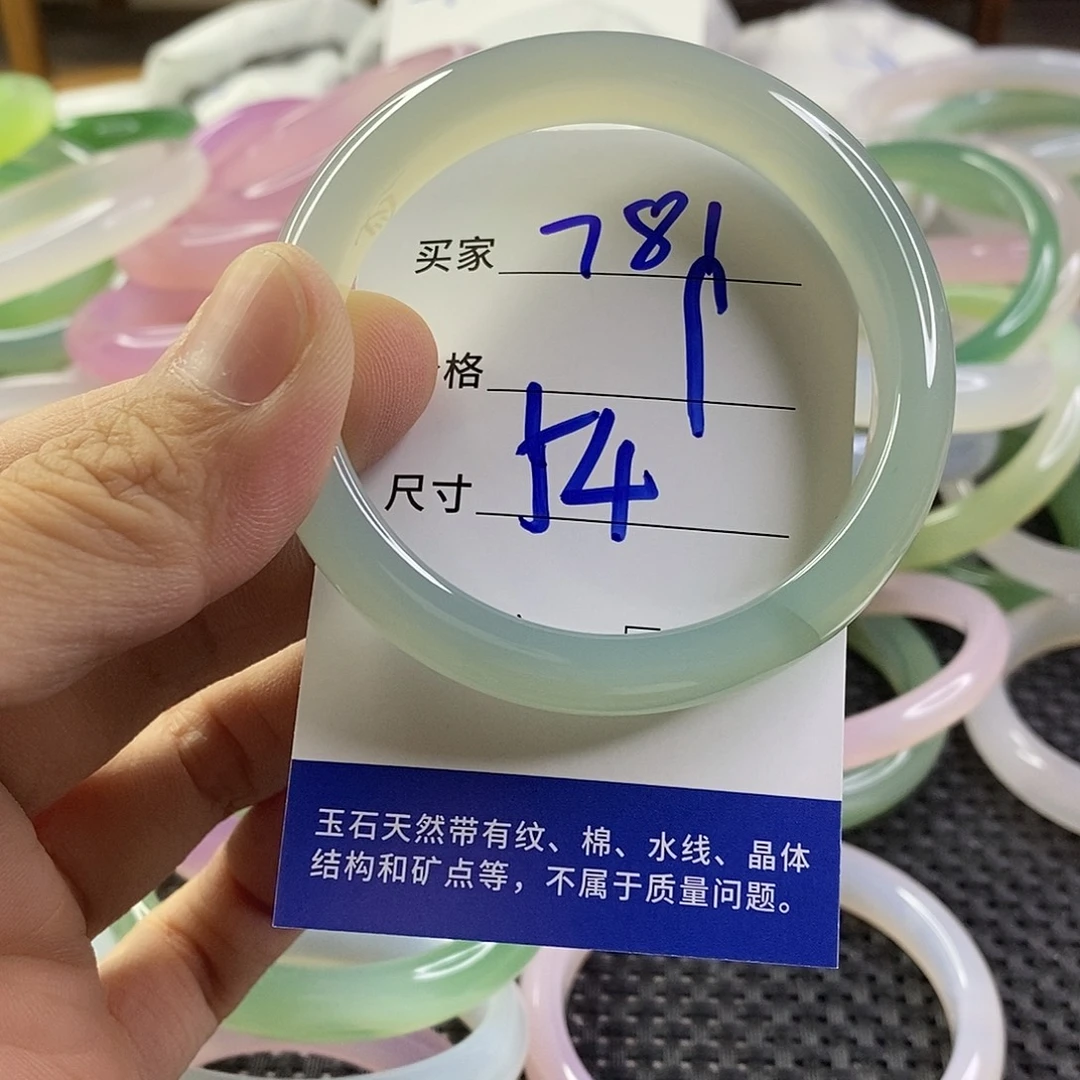 买家 781
格
尺寸 54
玉石天然带有纹、棉、水线、晶体
结构和矿点等，不属于质量问题。